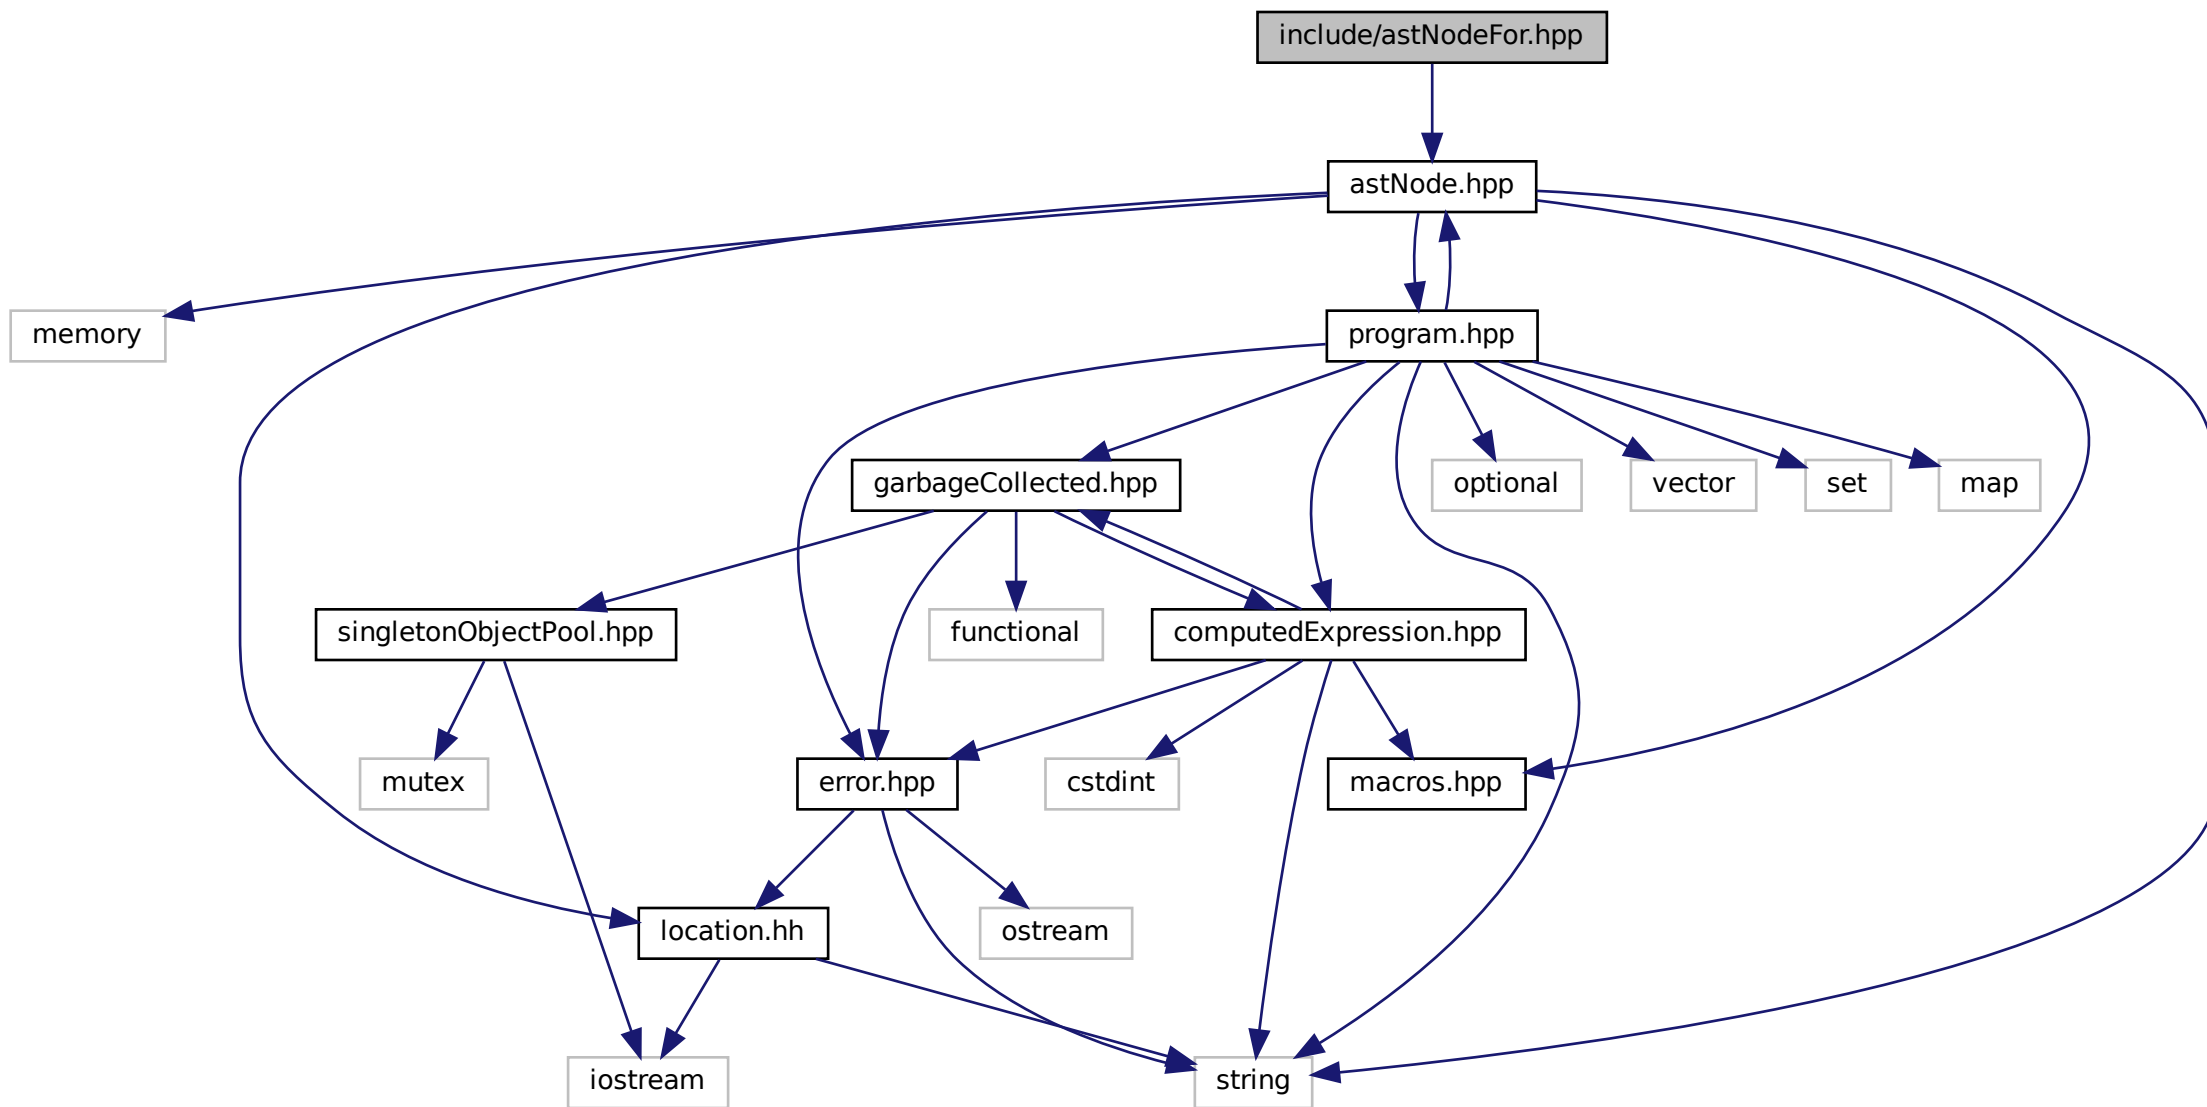 include/astNodeFor.hpp
astNode.hpp
memory
program.hpp
garbageCollected.hpp
optional
vector
set
map
singletonObjectPool.hpp
functional
computedExpression.hpp
mutex
error.hpp
cstdint
macros.hpp
location.hh
ostream
iostream
string